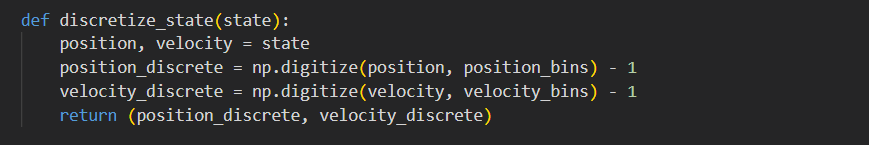 def discretize_state(state):
    position, velocity = state
    position_discrete = np.digitize(position, position_bins) - 1
    velocity_discrete = np.digitize(velocity, velocity_bins) - 1
    return (position_discrete, velocity_discrete)